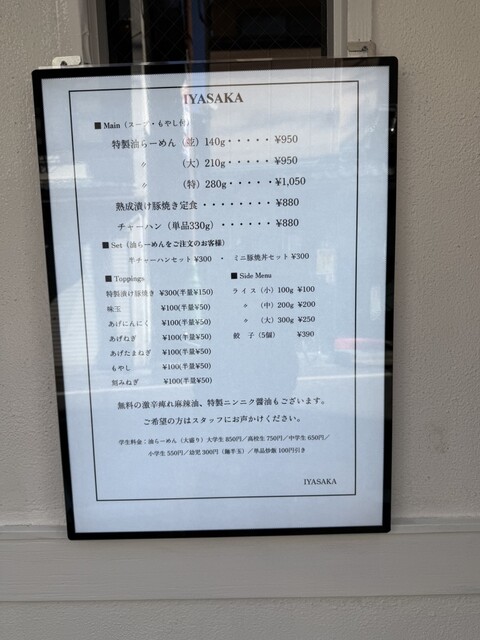 IYASAKA
■ Main（スープ・もやし付）
特製油らーめん（並）140g・・・・・¥950
〃 （大）210g・・・・・¥950
〃 （特）280g・・・・・¥1,050
熟成漬け豚焼き定食・・・・・・・・¥880
チャーハン（単品330g）・・・・・・¥880
■ Set（油らーめんをご注文のお客様）
半チャーハンセット ¥300 ・ ミニ豚焼丼セット ¥300
■ Toppings
特製漬け豚焼き ¥300(半量¥150)
味玉 ¥100(半量¥50)
あげにんにく ¥100(半量¥50)
あげねぎ ¥100(半量¥50)
あげたまねぎ ¥100(半量¥50)
もやし ¥100(半量¥50)
刻みねぎ ¥100(半量¥50)
■ Side Menu
ライス（小）100g ¥100
〃 （中）200g ¥200
〃 （大）300g ¥250
餃 子（5個） ¥390
無料の激辛痺れ麻辣油、特製ニンニク醤油もございます。
ご希望の方はスタッフにお声かけください。
学生料金：油らーめん（大盛り）大学生 850円／高校生 750円／中学生 650円／
小学生 550円／幼児 300円（麺半玉）／単品炒飯 100円引き
IYASAKA